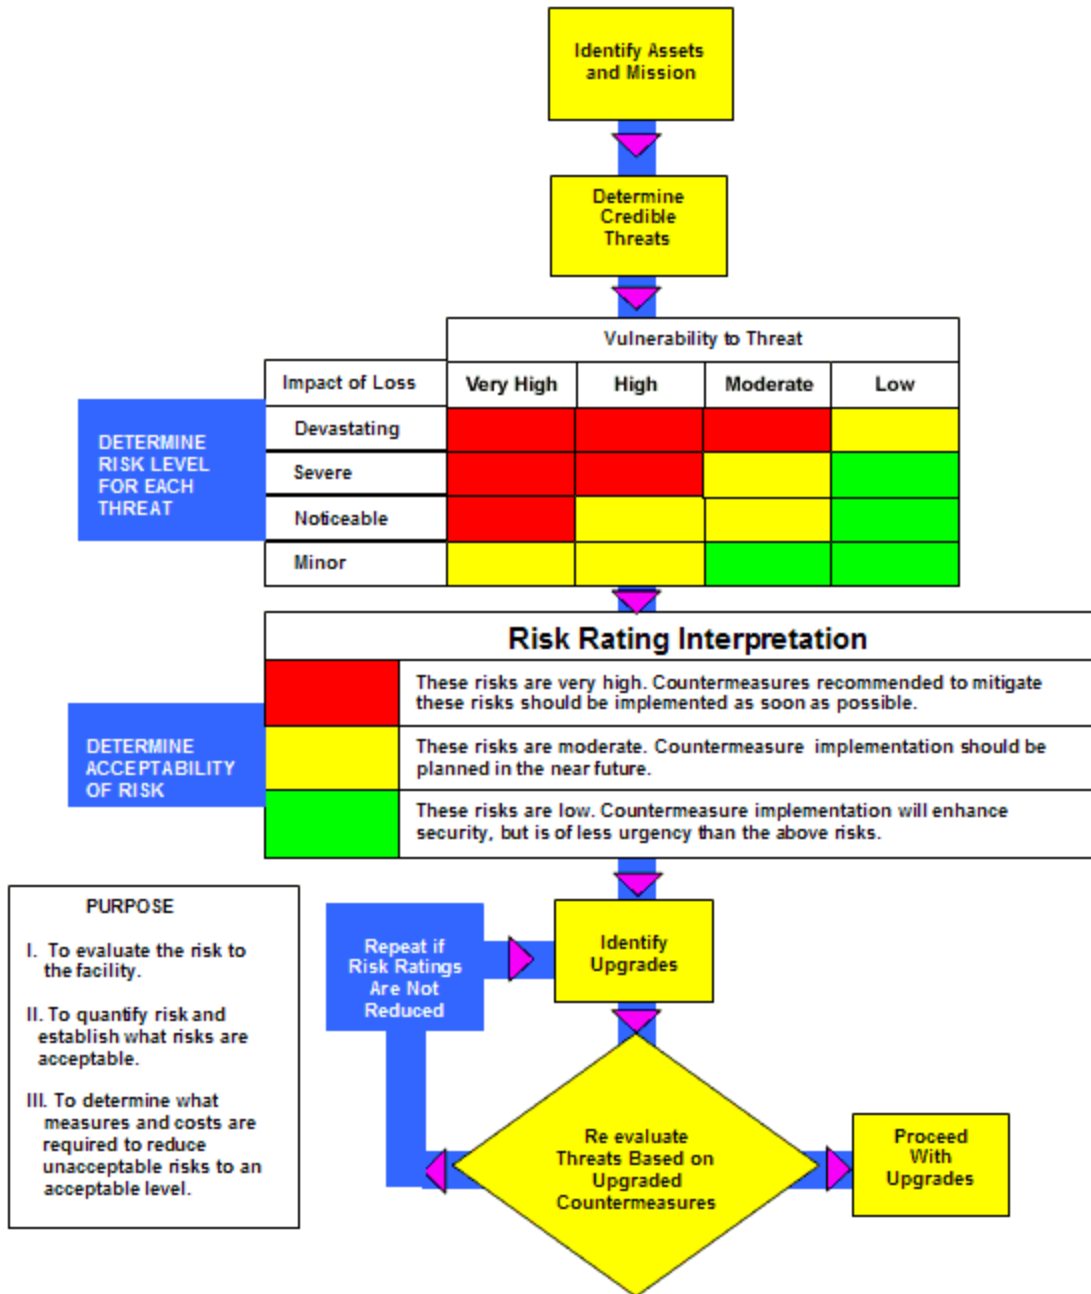 Identify Assets
and Mission
Determine
Credible
Threats
Vulnerability to Threat
Impact of Loss
Very High
High
Moderate
Low
Devastating
Severe
Noticeable
Minor
DETERMINE
RISK LEVEL
FOR EACH
THREAT
Risk Rating Interpretation
These risks are very high. Countermeasures recommended to mitigate
these risks should be implemented as soon as possible.
These risks are moderate. Countermeasure implementation should be
planned in the near future.
These risks are low. Countermeasure implementation will enhance
security, but is of less urgency than the above risks.
DETERMINE
ACCEPTABILITY
OF RISK
PURPOSE
I. To evaluate the risk to
the facility.
II. To quantify risk and
establish what risks are
acceptable.
III. To determine what
measures and costs are
required to reduce
unacceptable risks to an
acceptable level.
Repeat if
Risk Ratings
Are Not
Reduced
Identify
Upgrades
Re evaluate
Threats Based on
Upgraded
Countermeasures
Proceed
With
Upgrades